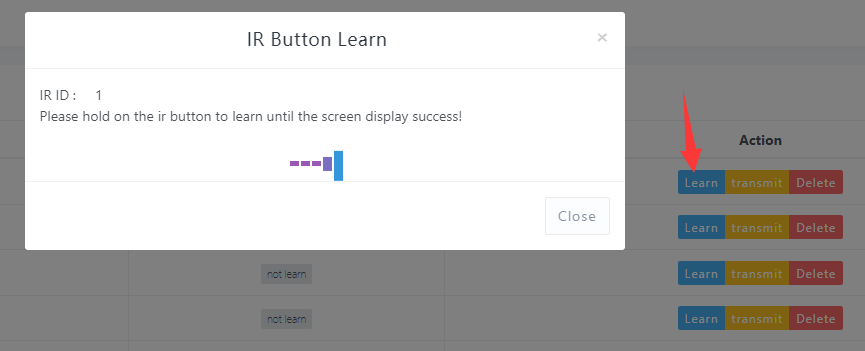 IR Button Learn
×
IR ID : 1
Please hold on the ir button to learn until the screen display success!
Close
Action
Learn transmit Delete
Learn transmit Delete
not learn Learn transmit Delete
not learn Learn transmit Delete